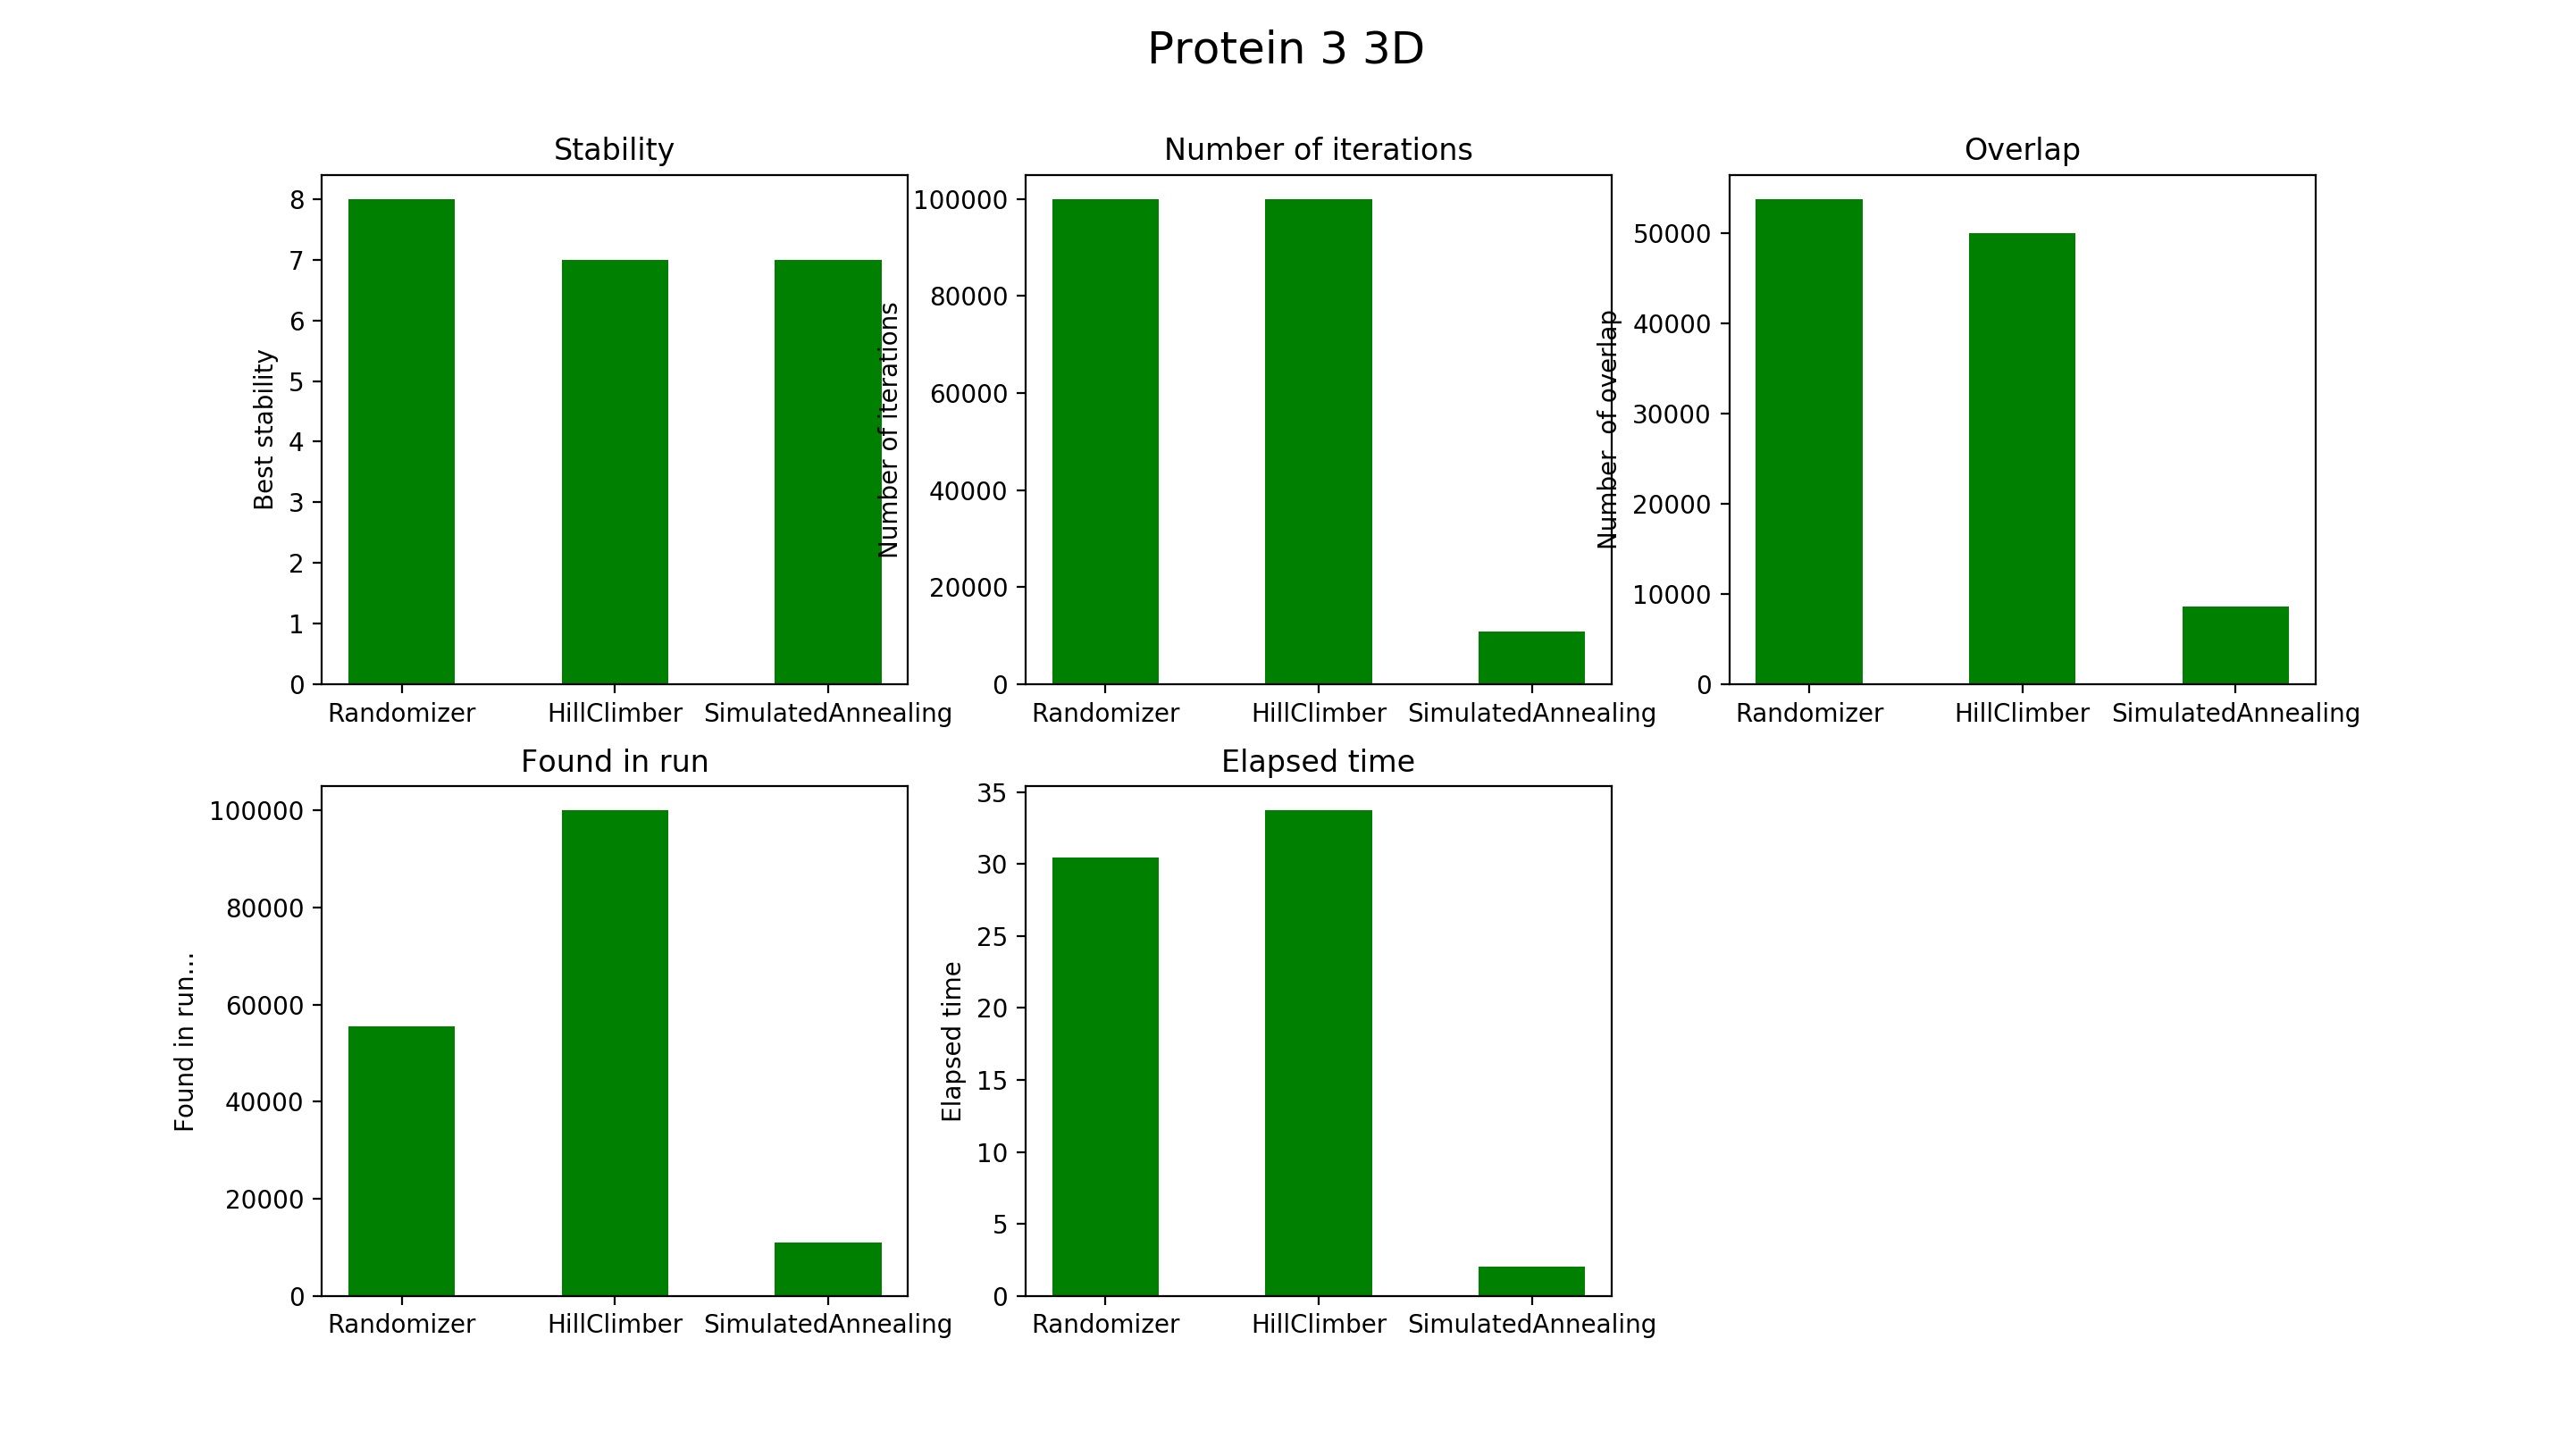 Protein 3 3D
Stability
Best stability
8
7
6
5
4
3
2
1
0
Randomizer HillClimber SimulatedAnnealing
Number of iterations
Number of iterations
100000
80000
60000
40000
20000
0
Randomizer HillClimber SimulatedAnnealing
Overlap
Number of overlap
50000
40000
30000
20000
10000
0
Randomizer HillClimber SimulatedAnnealing
Found in run
Found in run...
100000
80000
60000
40000
20000
0
Randomizer HillClimber SimulatedAnnealing
Elapsed time
Elapsed time
35
30
25
20
15
10
5
0
Randomizer HillClimber SimulatedAnnealing